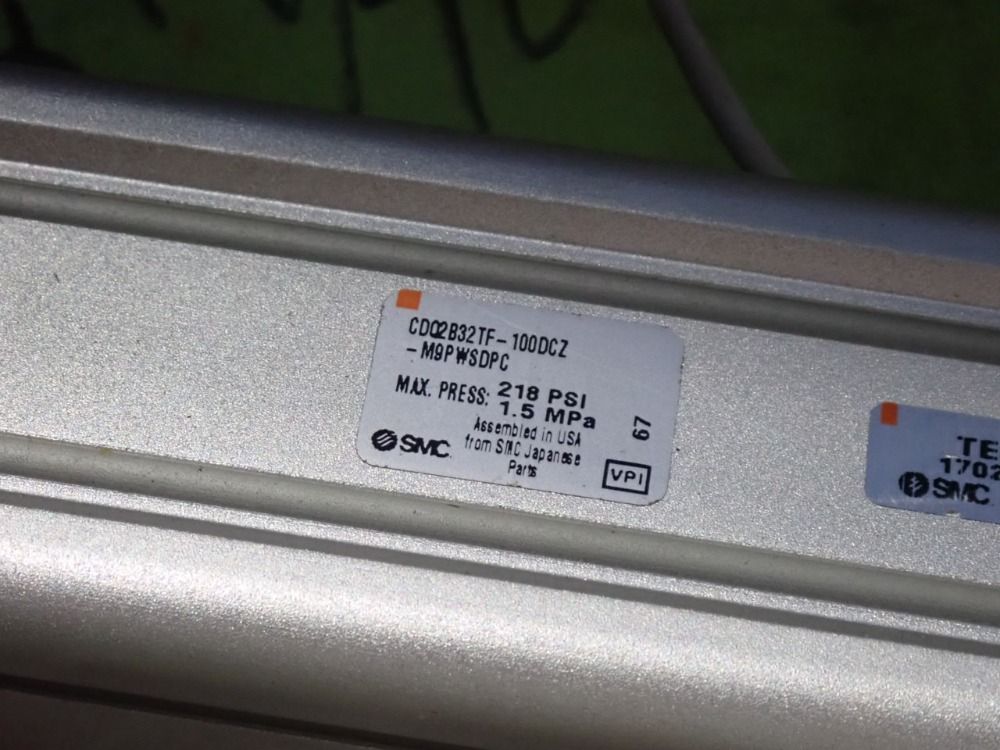 CDQ2B32TF-100DCZ
-M9PWSDPC
MAX. PRESS: 218 PSI
1.5 MPa
Assembled in USA
from SMC Japanese
Parts
SMC
67
VPI
TE
1702
SMC